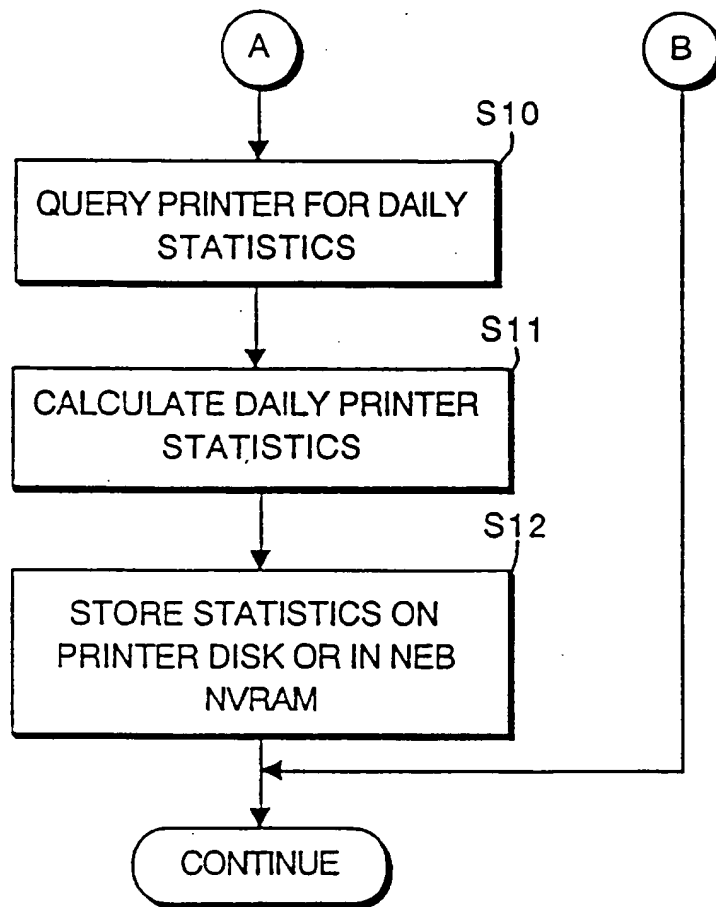 A
B
S10
QUERY PRINTER FOR DAILY
STATISTICS
S11
CALCULATE DAILY PRINTER
STATISTICS
S12
STORE STATISTICS ON
PRINTER DISK OR IN NEB
NVRAM
CONTINUE